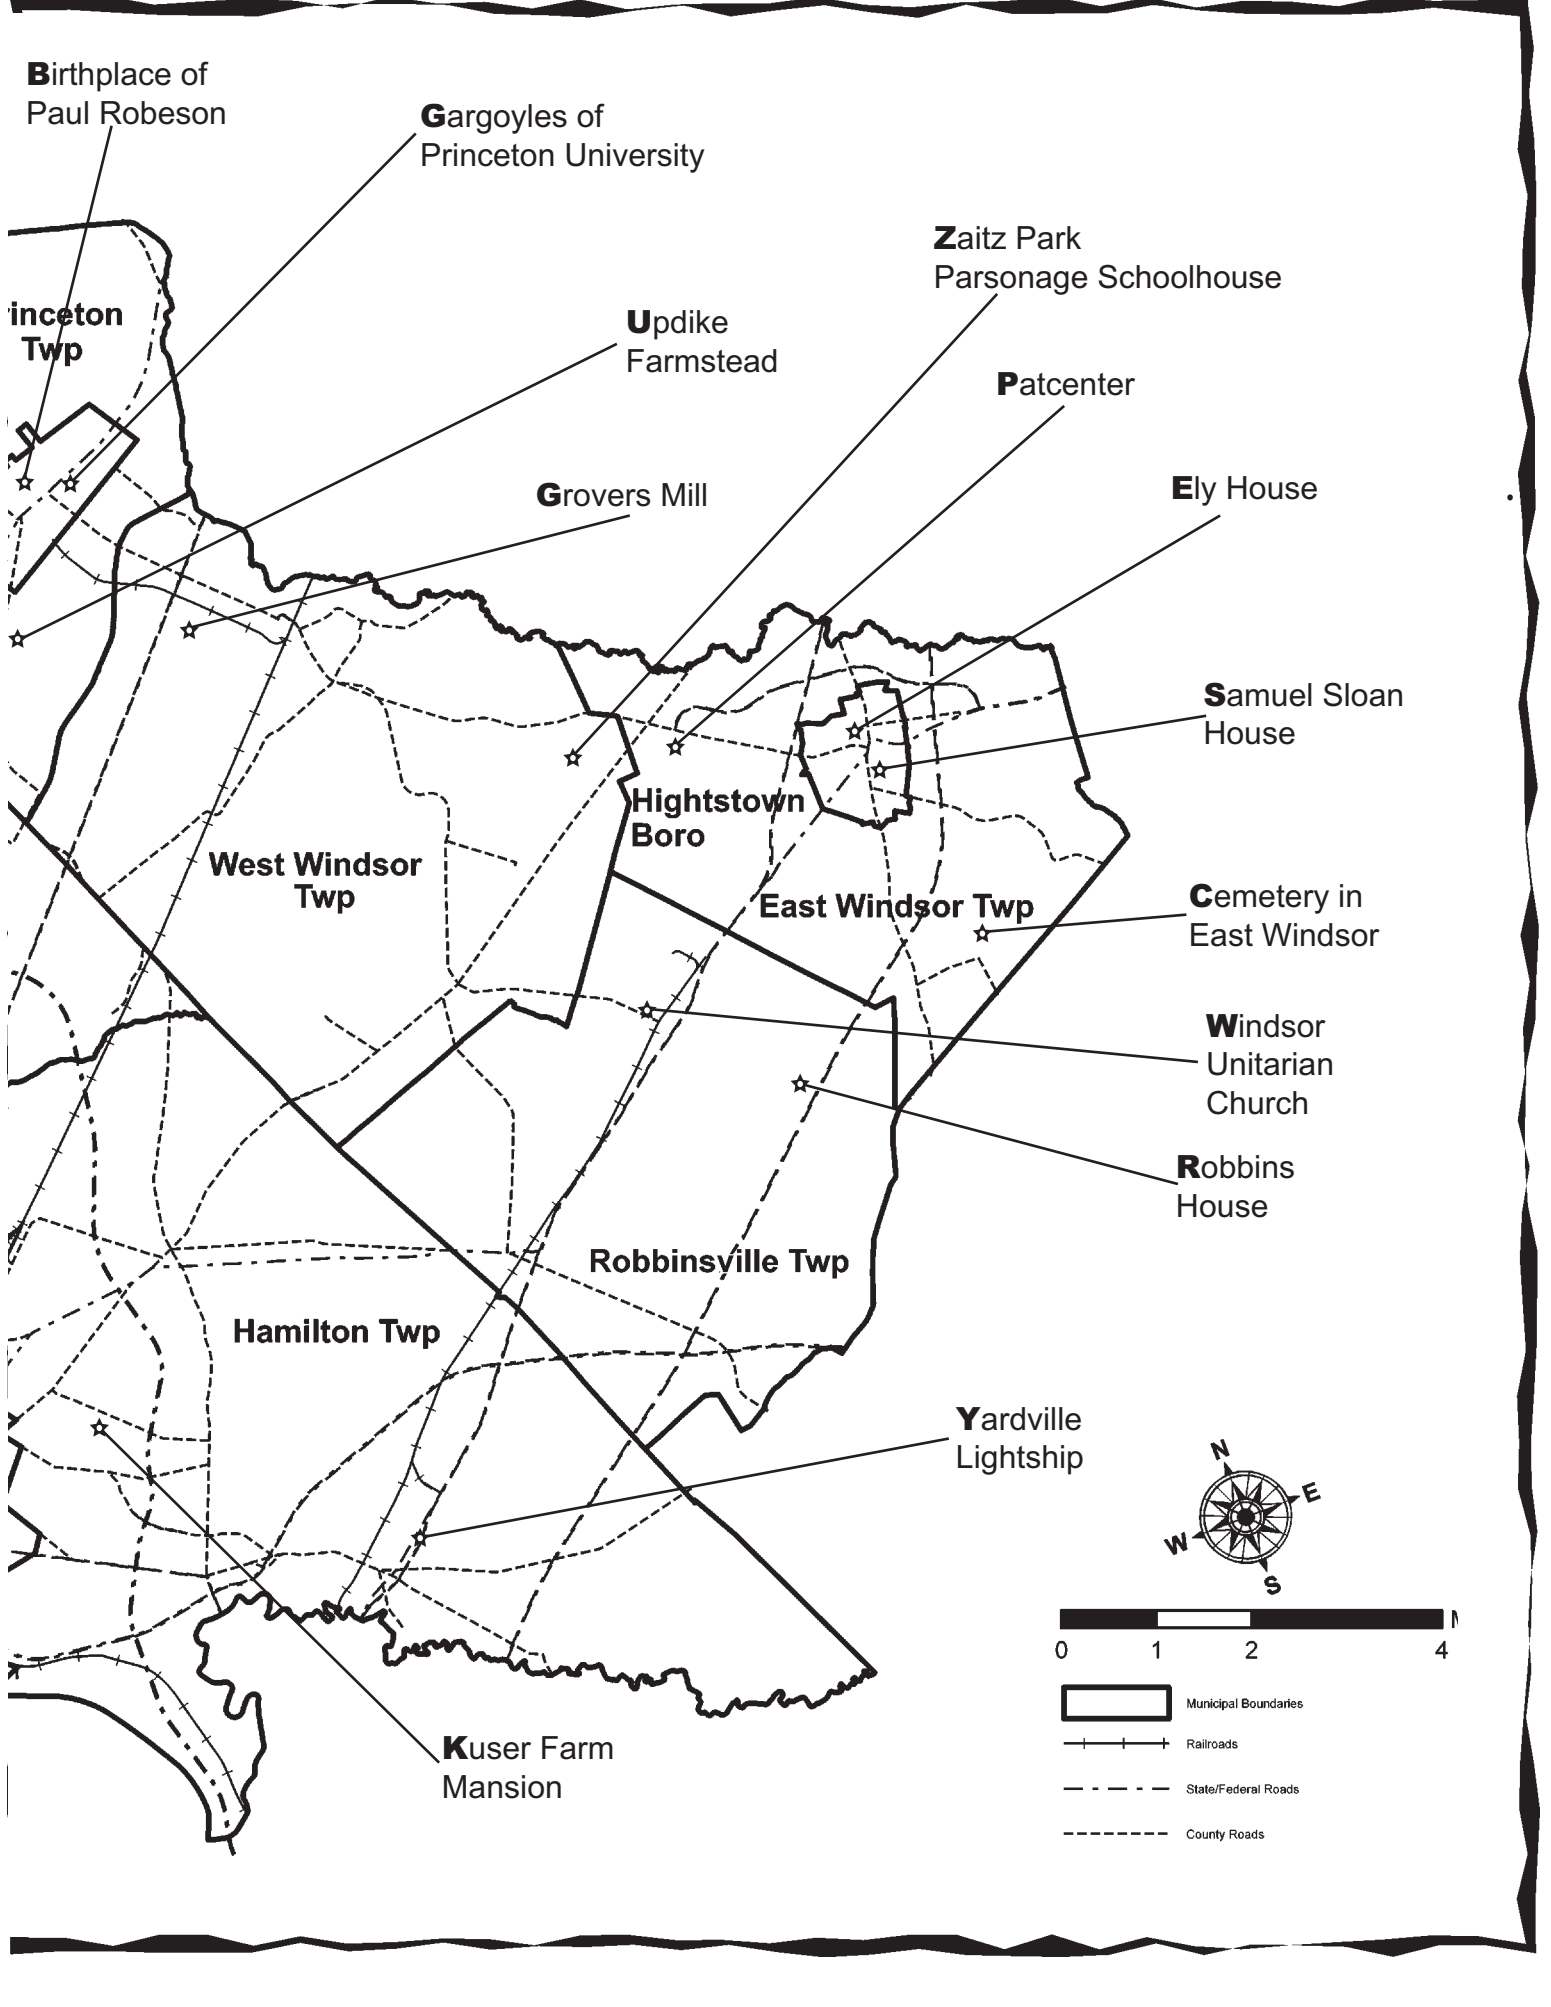 Birthplace of
Paul Robeson
Gargoyles of
Princeton University
Zaitz Park
Parsonage Schoolhouse
inceton
Twp
Updike
Farmstead
Patcenter
Grovers Mill
Ely House
Samuel Sloan
House
Hightstown
Boro
West Windsor
Twp
East Windsor Twp
Cemetery in
East Windsor
Windsor
Unitarian
Church
Robbins
House
Robbinsville Twp
Hamilton Twp
Yardville
Lightship
N
E
W
S
0 1 2 4
Municipal Boundaries
Railroads
State/Federal Roads
County Roads
Kuser Farm
Mansion